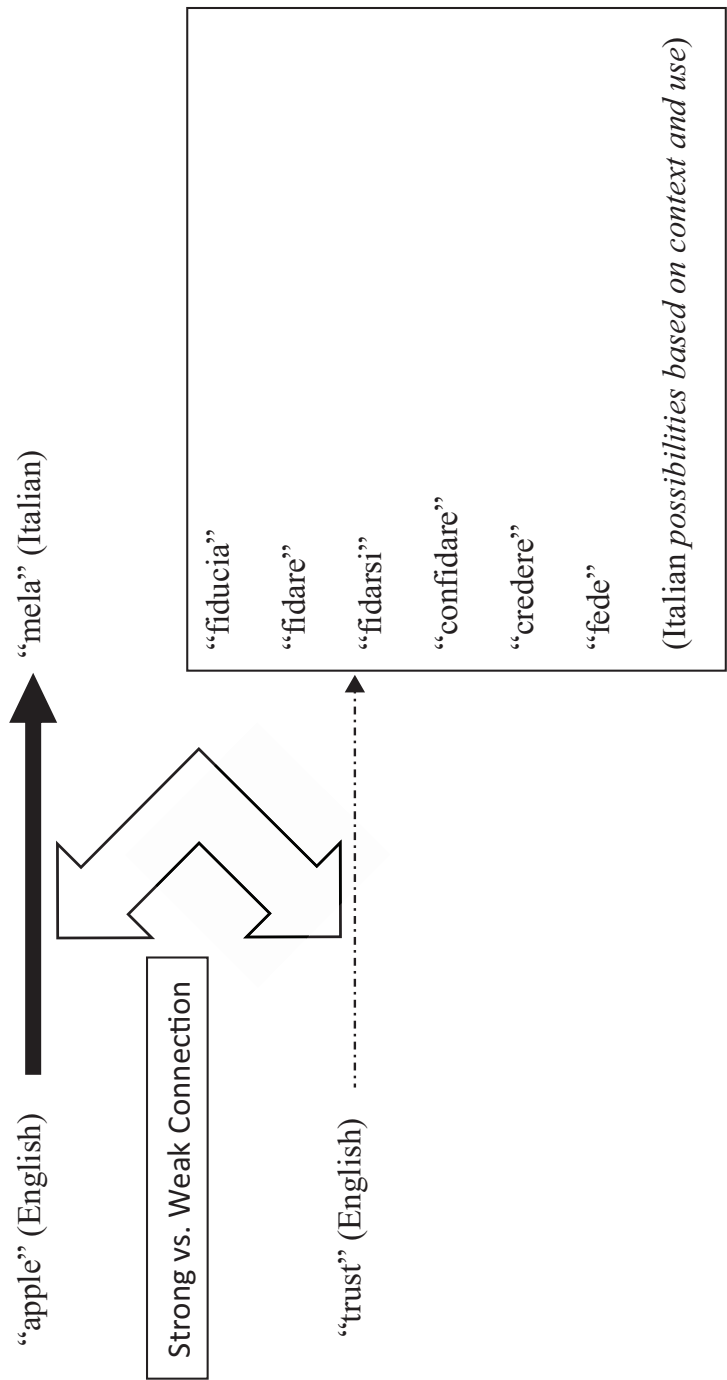 “apple” (English)
“mela” (Italian)
Strong vs. Weak Connection
“trust” (English)
“fiducia”
“fidare”
“fidarsi”
“confidare”
“credere”
“fede”
(Italian possibilities based on context and use)